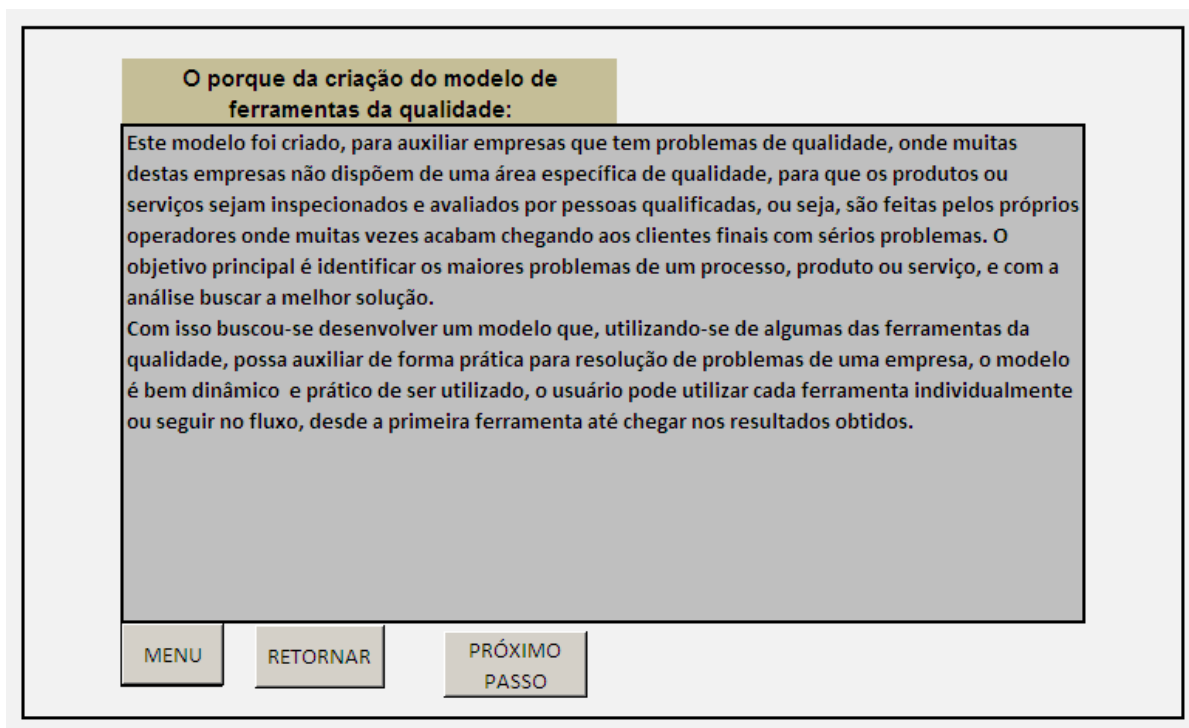 O porque da criação do modelo de
ferramentas da qualidade:
Este modelo foi criado, para auxiliar empresas que tem problemas de qualidade, onde muitas
destas empresas não dispõem de uma área específica de qualidade, para que os produtos ou
serviços sejam inspecionados e avaliados por pessoas qualificadas, ou seja, são feitas pelos próprios
operadores onde muitas vezes acabam chegando aos clientes finais com sérios problemas. O
objetivo principal é identificar os maiores problemas de um processo, produto ou serviço, e com a
análise buscar a melhor solução.
Com isso buscou-se desenvolver um modelo que, utilizando-se de algumas das ferramentas da
qualidade, possa auxiliar de forma prática para resolução de problemas de uma empresa, o modelo
é bem dinâmico e prático de ser utilizado, o usuário pode utilizar cada ferramenta individualmente
ou seguir no fluxo, desde a primeira ferramenta até chegar nos resultados obtidos.
MENU
RETORNAR
PRÓXIMO
PASSO